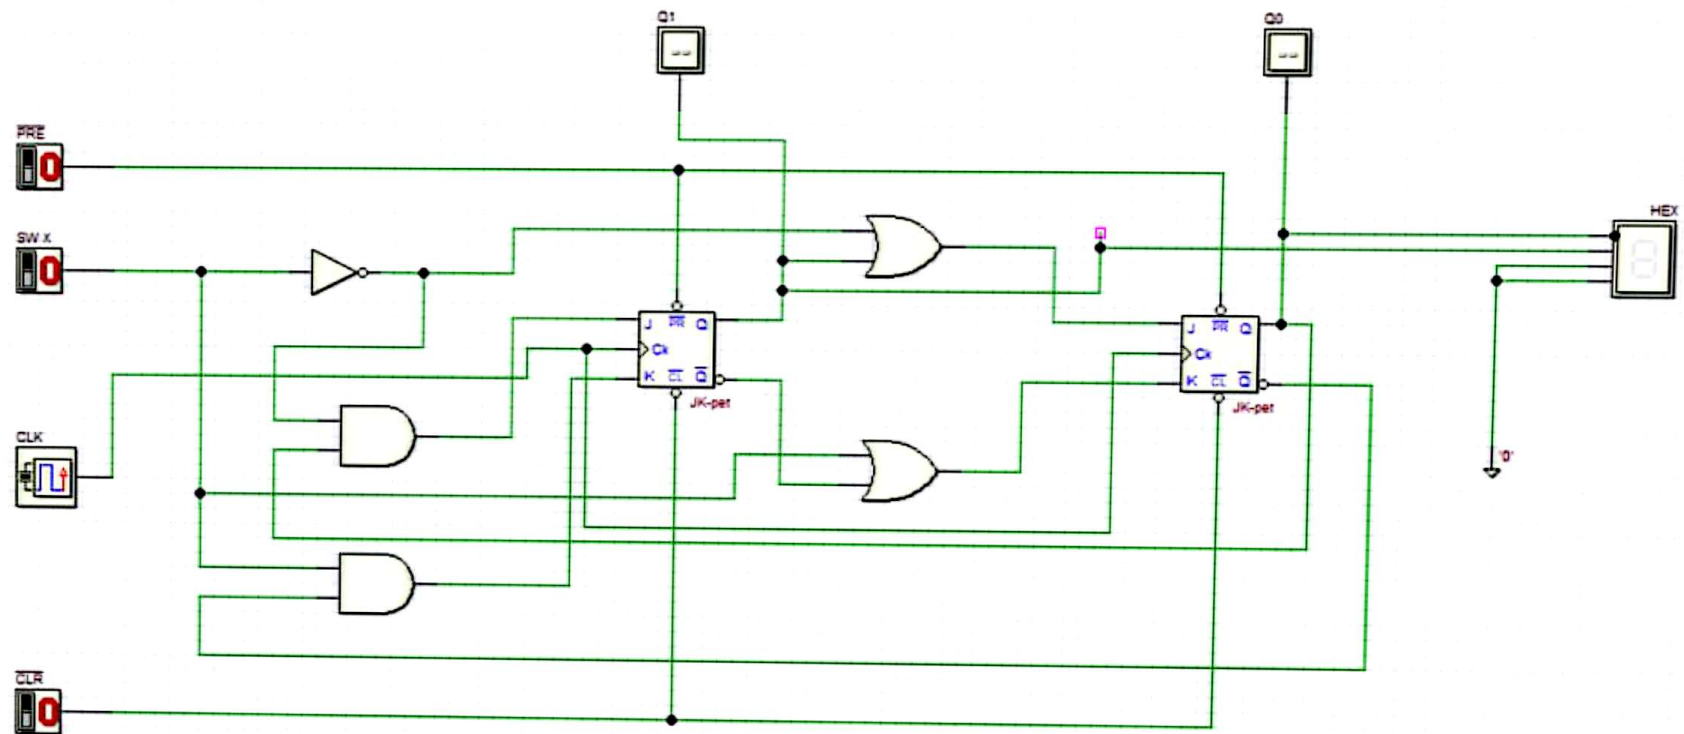 Q1
Q0
PRE
0
SW X
0
HEX
J PR Q
Ck
K CL Q
JK-pet
J PR Q
Ck
K CL Q
JK-pet
CLK
'0'
CLR
0